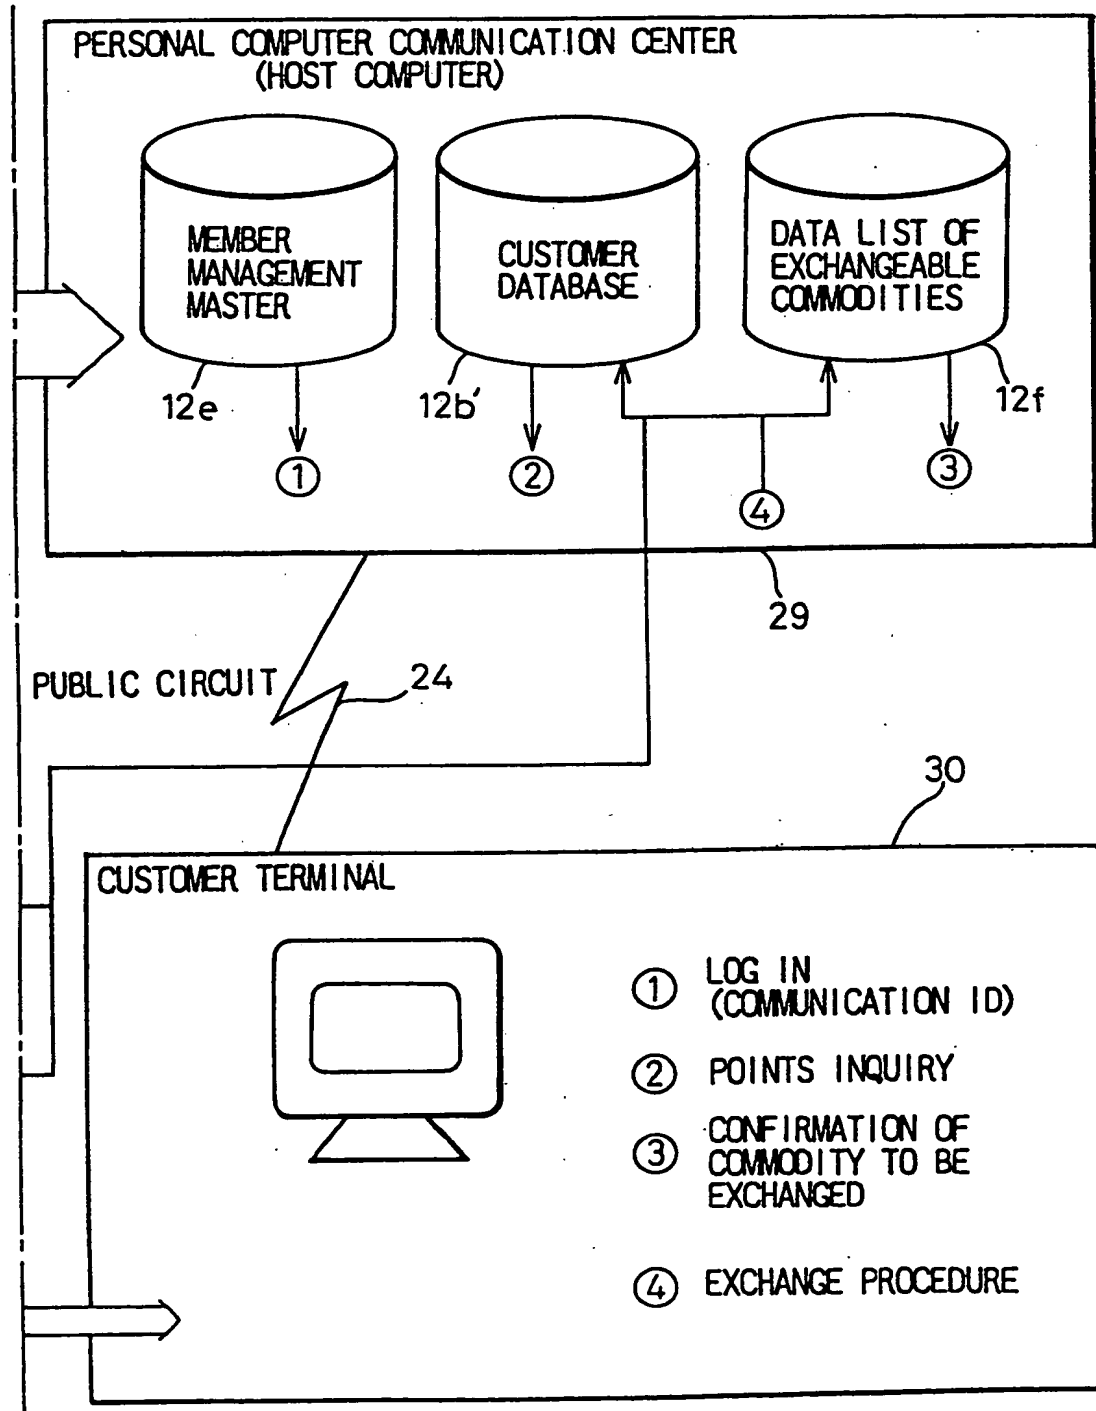 PERSONAL COMPUTER COMMUNICATION CENTER
(HOST COMPUTER)
MEMBER
MANAGEMENT
MASTER
CUSTOMER
DATABASE
DATA LIST OF
EXCHANGEABLE
COMMODITIES
12e
12b'
12f
1
2
3
4
29
PUBLIC CIRCUIT
24
30
CUSTOMER TERMINAL
① LOG IN
(COMMUNICATION ID)
② POINTS INQUIRY
③ CONFIRMATION OF
COMMODITY TO BE
EXCHANGED
④ EXCHANGE PROCEDURE